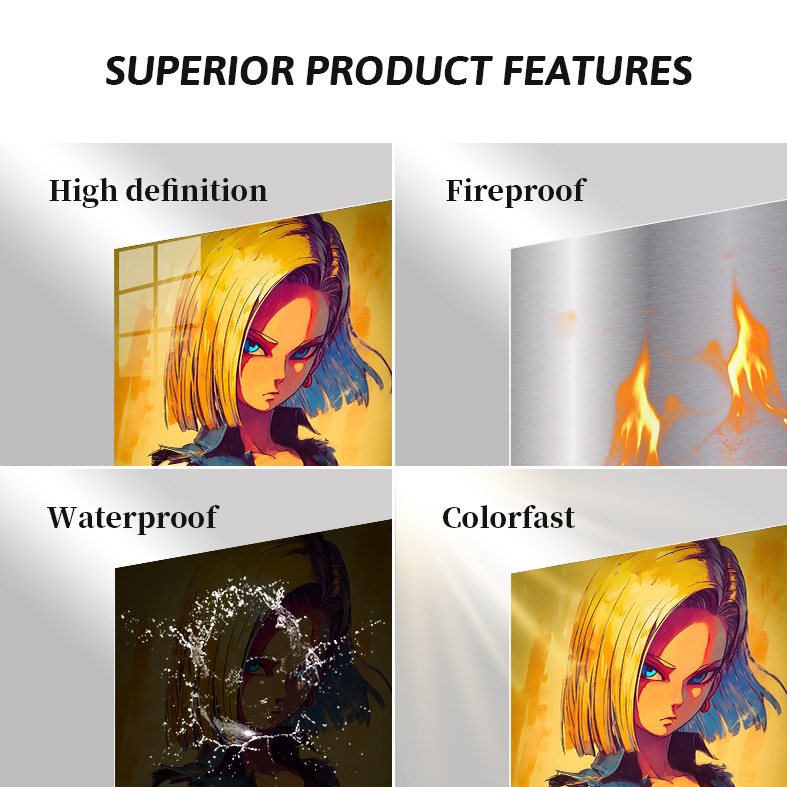 SUPERIOR PRODUCT FEATURES
High definition
Fireproof
Waterproof
Colorfast